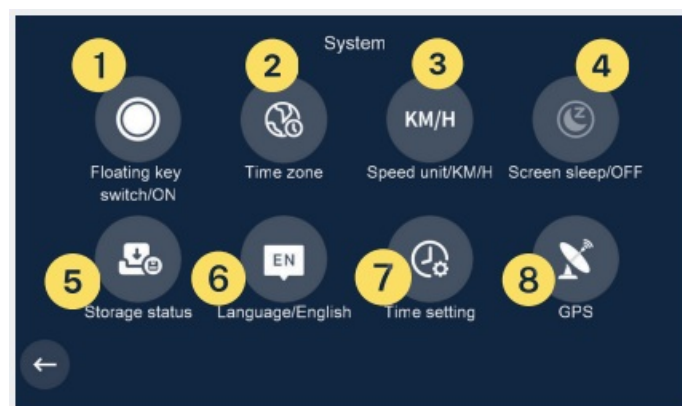 System
1
2
3
4
KM/H
Z
Floating key
switch/ON
Time zone
Speed unit/KM/H
Screen sleep/OFF
EN
5
6
7
8
Storage status
Language/English
Time setting
GPS